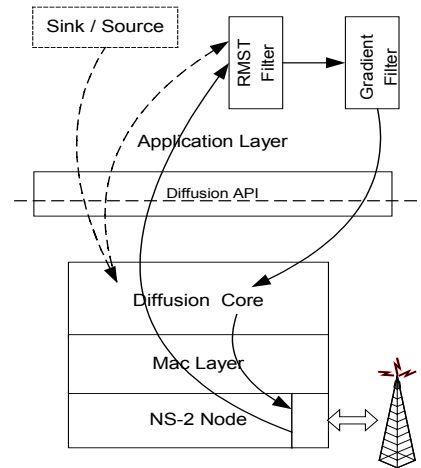 Sink / Source
RMST
Filter
Gradient
Filter
Application Layer
Diffusion API
Diffusion Core
Mac Layer
NS-2 Node